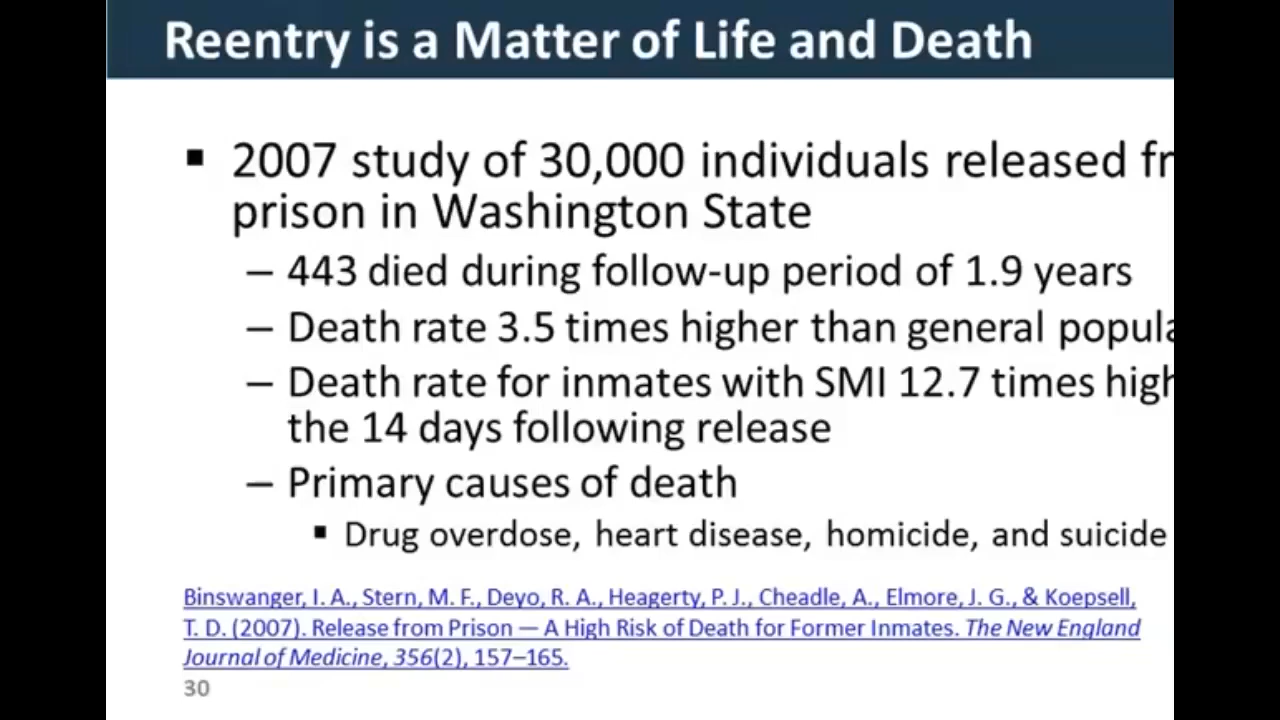 Reentry is a Matter of Life and Death
▪ 2007 study of 30,000 individuals released fr
prison in Washington State
– 443 died during follow-up period of 1.9 years
– Death rate 3.5 times higher than general popula
– Death rate for inmates with SMI 12.7 times high
the 14 days following release
– Primary causes of death
▪ Drug overdose, heart disease, homicide, and suicide
Binswanger, I. A., Stern, M. F., Deyo, R. A., Heagerty, P. J., Cheadle, A., Elmore, J. G., & Koepsell,
T. D. (2007). Release from Prison — A High Risk of Death for Former Inmates. The New England
Journal of Medicine, 356(2), 157–165.
30